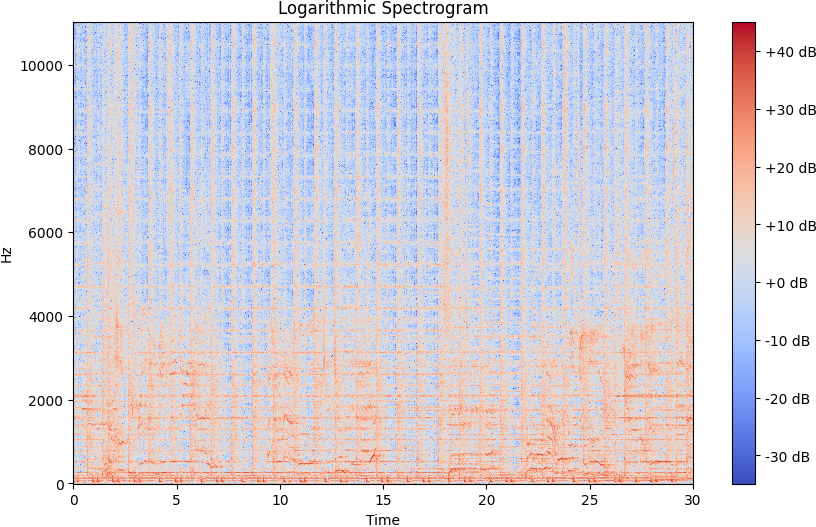 Logarithmic Spectrogram
Hz
10000
8000
6000
4000
2000
0
0 5 10 15 20 25 30
Time
+40 dB
+30 dB
+20 dB
+10 dB
+0 dB
-10 dB
-20 dB
-30 dB